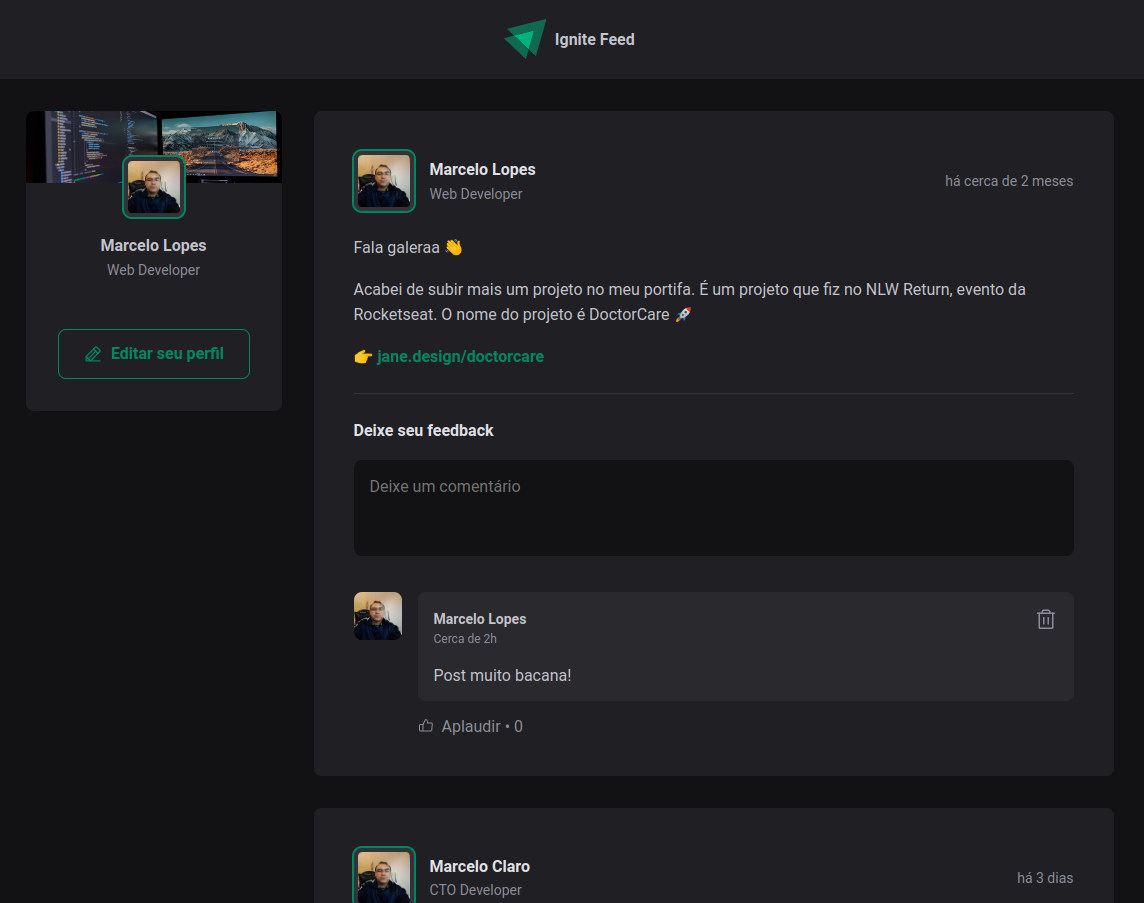 Ignite Feed
Marcelo Lopes
Web Developer
Editar seu perfil
Marcelo Lopes
Web Developer
há cerca de 2 meses
Fala galeraa 👋
Acabei de subir mais um projeto no meu portifa. É um projeto que fiz no NLW Return, evento da
Rocketseat. O nome do projeto é DoctorCare 🚀
👉 jane.design/doctorcare
Deixe seu feedback
Deixe um comentário
Marcelo Lopes
Cerca de 2h
Post muito bacana!
Aplaudir • 0
Marcelo Claro
CTO Developer
há 3 dias